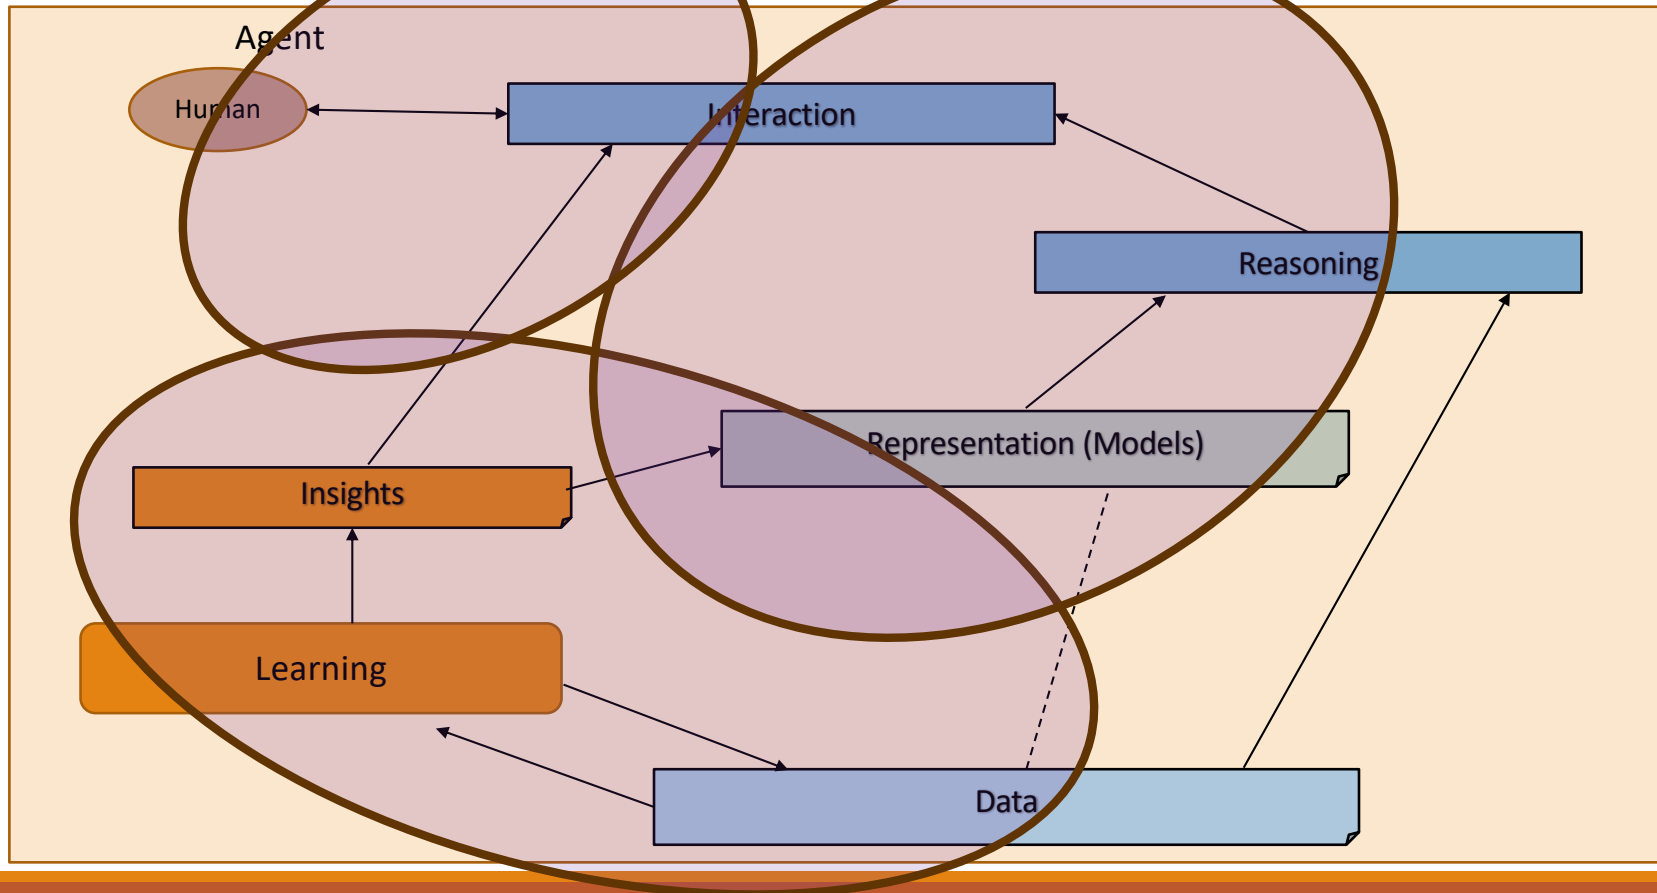 Agent
Human
Interaction
Reasoning
Representation (Models)
Insights
Learning
Data